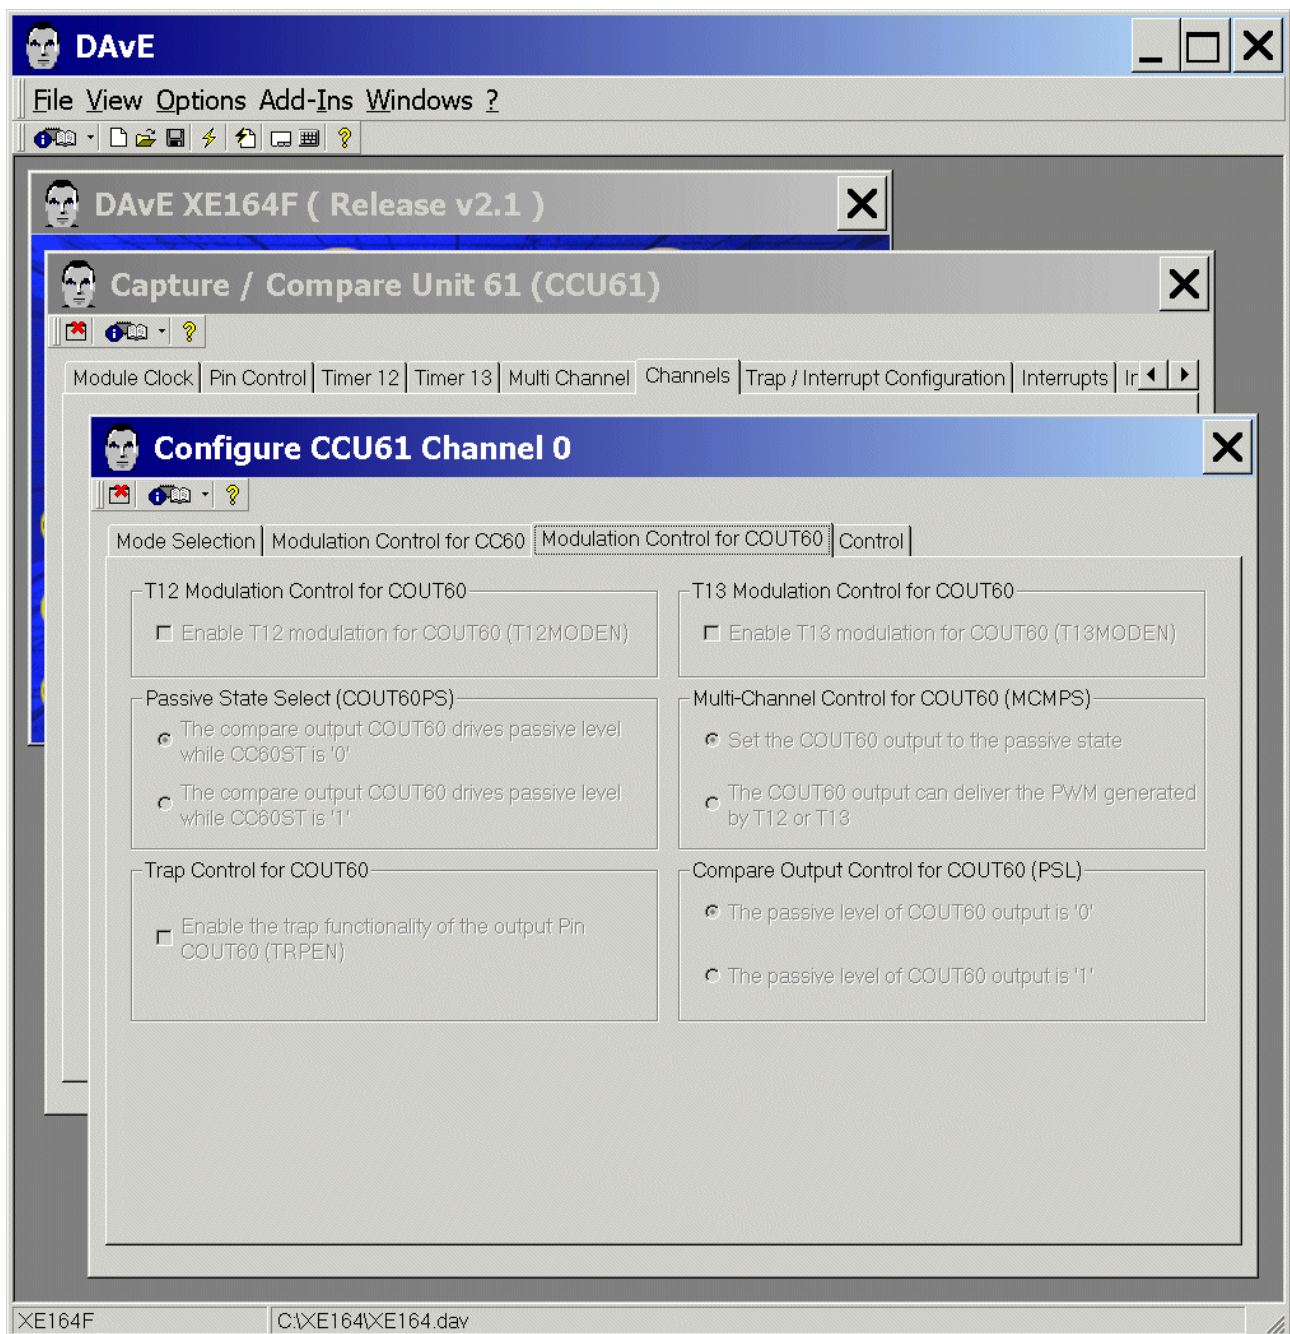 DAvE
File View Options Add-Ins Windows ?
DAvE XE164F ( Release v2.1 )
Capture / Compare Unit 61 (CCU61)
Module Clock Pin Control Timer 12 Timer 13 Multi Channel Channels Trap / Interrupt Configuration Interrupts
Configure CCU61 Channel 0
Mode Selection Modulation Control for CC60 Modulation Control for COUT60 Control
T12 Modulation Control for COUT60
Enable T12 modulation for COUT60 (T12MODEN)
T13 Modulation Control for COUT60
Enable T13 modulation for COUT60 (T13MODEN)
Passive State Select (COUT60PS)
The compare output COUT60 drives passive level
while CC60ST is '0'
The compare output COUT60 drives passive level
while CC60ST is '1'
Multi-Channel Control for COUT60 (MCMPS)
Set the COUT60 output to the passive state
The COUT60 output can deliver the PWM generated
by T12 or T13
Trap Control for COUT60
Enable the trap functionality of the output Pin
COUT60 (TRPEN)
Compare Output Control for COUT60 (PSL)
The passive level of COUT60 output is '0'
The passive level of COUT60 output is '1'
XE164F
C:\XE164\XE164.dav